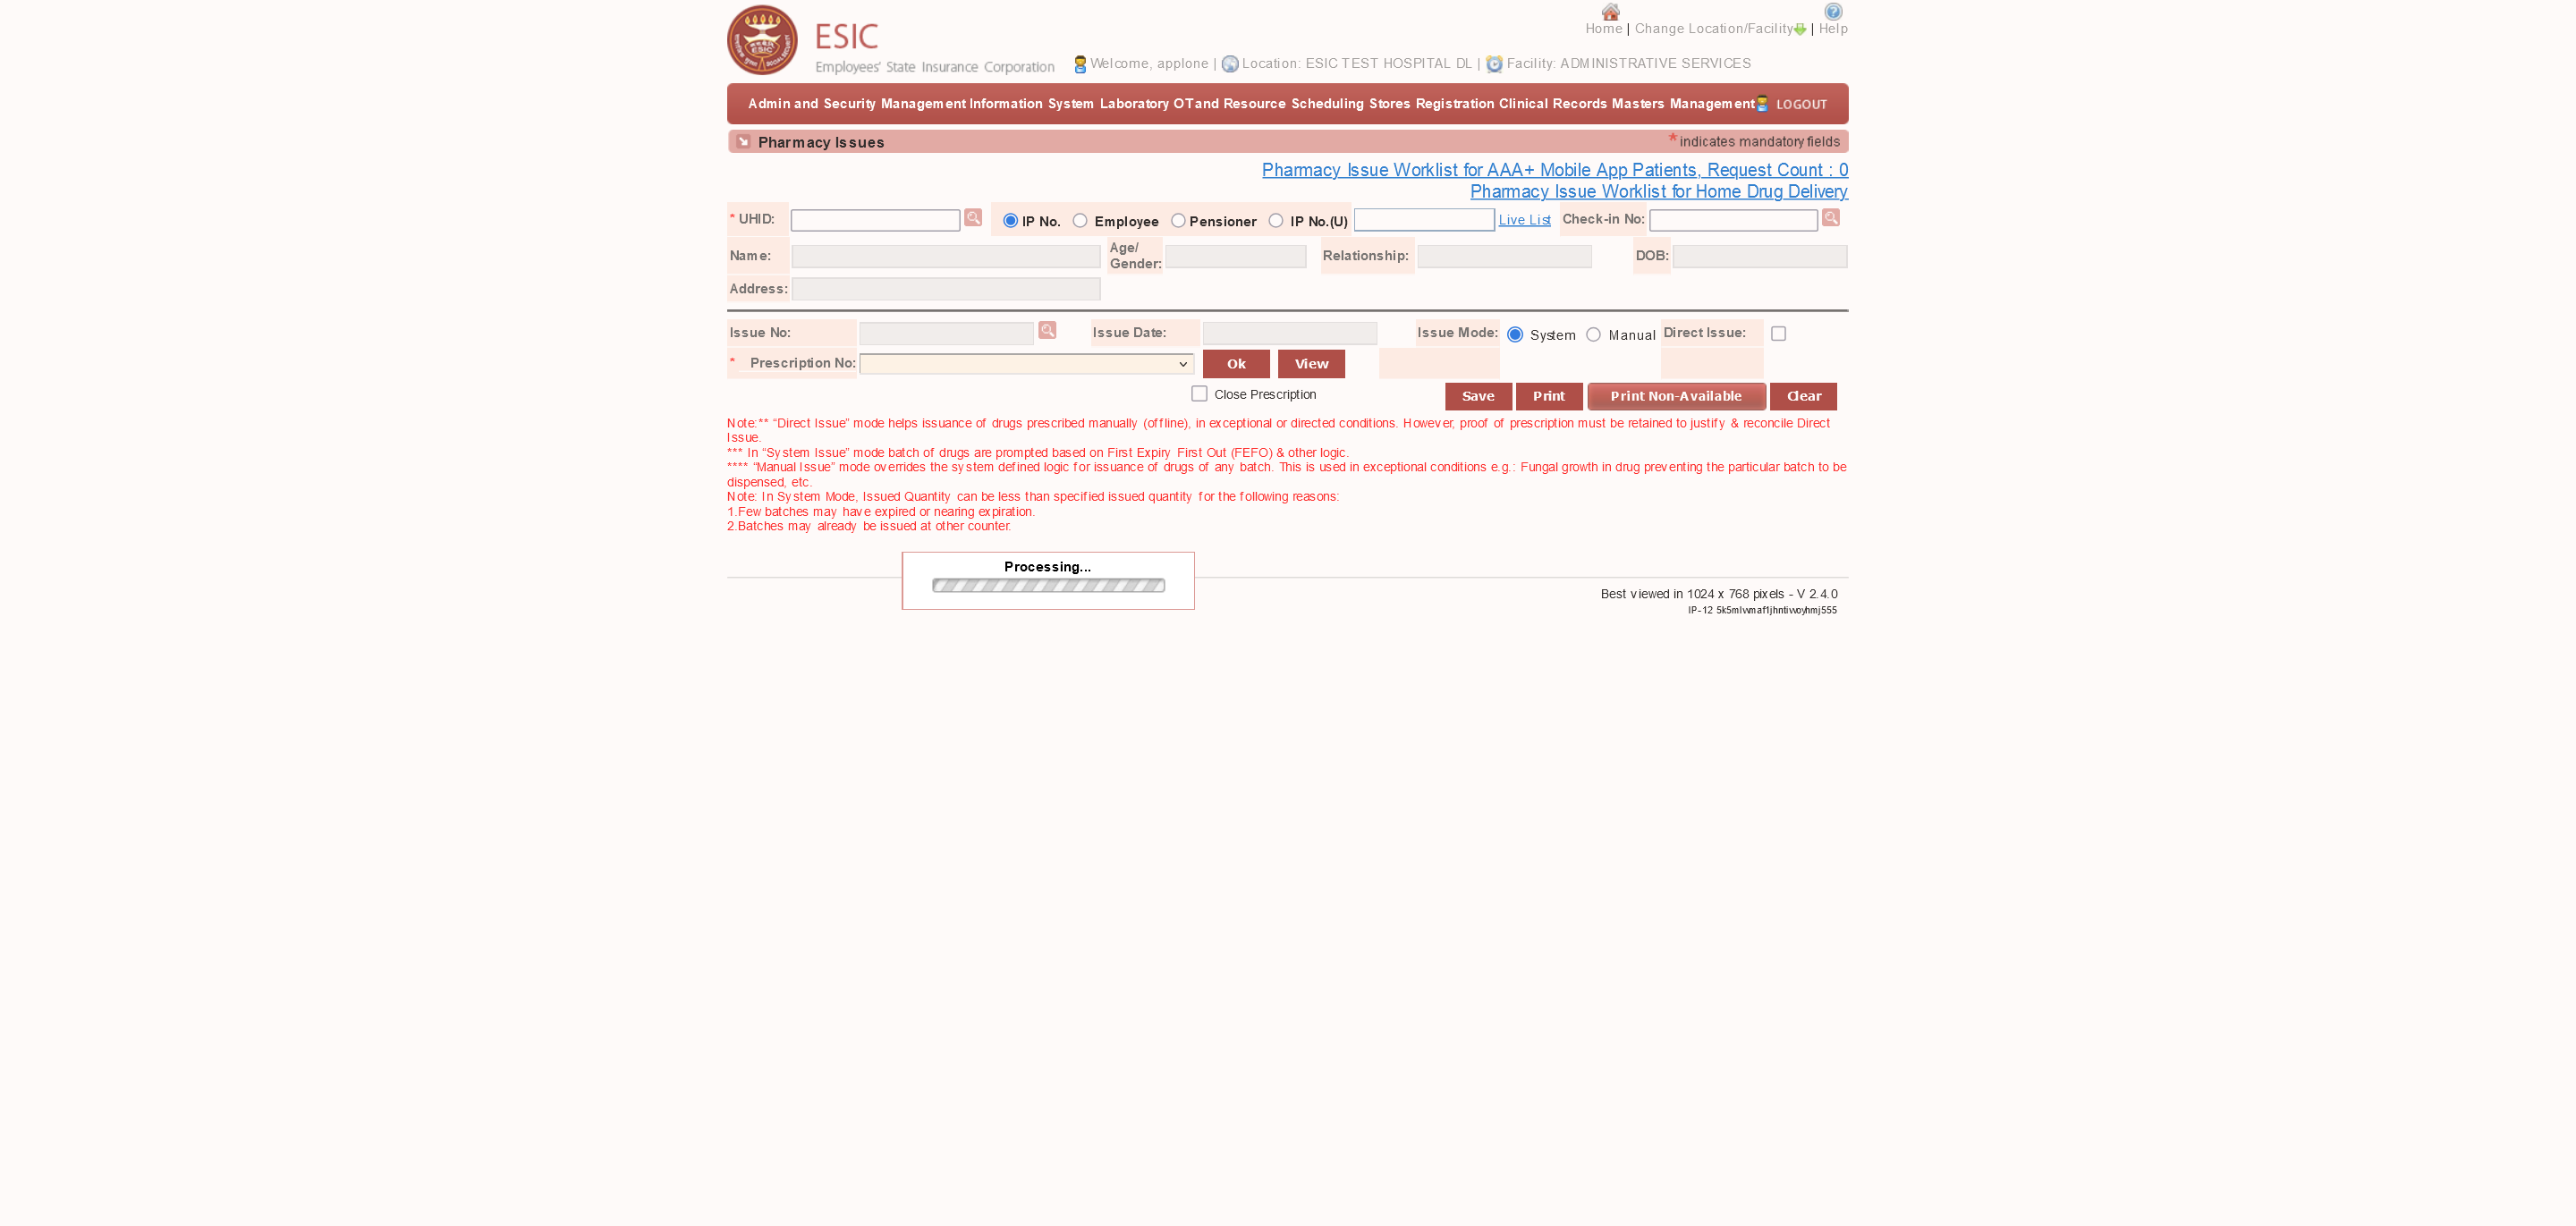 ESIC
Employees' State Insurance Corporation
Home | Change Location/Facility | Help
Welcome, applone | Location: ESIC TEST HOSPITAL DL | Facility: ADMINISTRATIVE SERVICES
Admin and Security Management Information System Laboratory OT and Resource Scheduling Stores Registration Clinical Records Masters Management LOGOUT
Pharmacy Issues * indicates mandatory fields
Pharmacy Issue Worklist for AAA+ Mobile App Patients, Request Count : 0
Pharmacy Issue Worklist for Home Drug Delivery
* UHID: IP No. Employee Pensioner IP No.(U) Live List Check-in No:
Name: Age/ Gender: Relationship: DOB:
Address:
Issue No: Issue Date: Issue Mode: System Manual Direct Issue:
* Prescription No: Ok View
Close Prescription Save Print Print Non-Available Clear
Note:** “Direct Issue” mode helps issuance of drugs prescribed manually (offline), in exceptional or directed conditions. However, proof of prescription must be retained to justify & reconcile Direct
Issue.
*** In “System Issue” mode batch of drugs are prompted based on First Expiry First Out (FEFO) & other logic.
**** “Manual Issue” mode overrides the system defined logic for issuance of drugs of any batch. This is used in exceptional conditions e.g.: Fungal growth in drug preventing the particular batch to be
dispensed, etc.
Note: In System Mode, Issued Quantity can be less than specified issued quantity for the following reasons:
1.Few batches may have expired or nearing expiration.
2.Batches may already be issued at other counter.
Processing...
Best viewed in 1024 x 768 pixels - V 2.4.0
IP-12